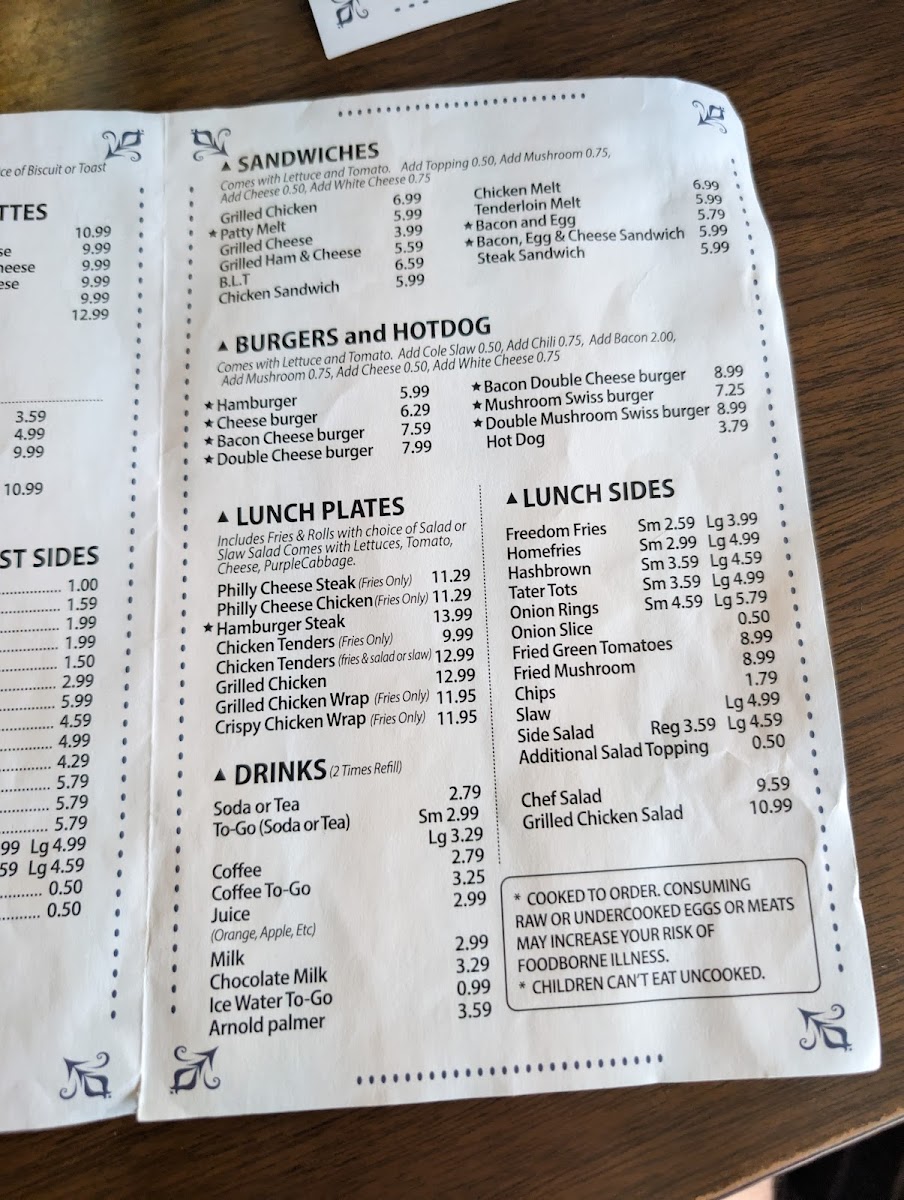 ce of Biscuit or Toast
TTES
10.99
se 9.99
heese 9.99
ese 9.99
9.99
12.99
3.59
4.99
9.99
10.99
ST SIDES
1.00
1.59
1.99
1.99
1.50
2.99
5.99
4.59
4.99
4.29
5.79
5.79
5.79
99 Lg 4.99
59 Lg 4.59
0.50
0.50
▲ SANDWICHES
Comes with Lettuce and Tomato. Add Topping 0.50, Add Mushroom 0.75,
Add Cheese 0.50, Add White Cheese 0.75
Grilled Chicken 6.99
★ Patty Melt 5.99
Grilled Cheese 3.99
Grilled Ham & Cheese 5.59
B.L.T 6.59
Chicken Sandwich 5.99
Chicken Melt 6.99
Tenderloin Melt 5.99
★ Bacon and Egg 5.79
★ Bacon, Egg & Cheese Sandwich 5.99
Steak Sandwich 5.99
▲ BURGERS and HOTDOG
Comes with Lettuce and Tomato. Add Cole Slaw 0.50, Add Chili 0.75, Add Bacon 2.00,
Add Mushroom 0.75, Add Cheese 0.50, Add White Cheese 0.75
★ Hamburger 5.99
★ Cheese burger 6.29
★ Bacon Cheese burger 7.59
★ Double Cheese burger 7.99
★ Bacon Double Cheese burger 8.99
★ Mushroom Swiss burger 7.25
★ Double Mushroom Swiss burger 8.99
Hot Dog 3.79
▲ LUNCH PLATES
Includes Fries & Rolls with choice of Salad or
Slaw Salad Comes with Lettuces, Tomato,
Cheese, PurpleCabbage.
Philly Cheese Steak (Fries Only) 11.29
Philly Cheese Chicken (Fries Only) 11.29
★ Hamburger Steak 13.99
Chicken Tenders (Fries Only) 9.99
Chicken Tenders (fries & salad or slaw) 12.99
Grilled Chicken 12.99
Grilled Chicken Wrap (Fries Only) 11.95
Crispy Chicken Wrap (Fries Only) 11.95
▲ DRINKS (2 Times Refill)
Soda or Tea 2.79
To-Go (Soda or Tea) Sm 2.99
Lg 3.29
Coffee 2.79
Coffee To-Go 3.25
Juice 2.99
(Orange, Apple, Etc)
Milk 2.99
Chocolate Milk 3.29
Ice Water To-Go 0.99
Arnold palmer 3.59
▲ LUNCH SIDES
Freedom Fries Sm 2.59 Lg 3.99
Homefries Sm 2.99 Lg 4.99
Hashbrown Sm 3.59 Lg 4.59
Tater Tots Sm 3.59 Lg 4.99
Onion Rings Sm 4.59 Lg 5.79
Onion Slice 0.50
Fried Green Tomatoes 8.99
Fried Mushroom 8.99
Chips 1.79
Slaw Lg 4.99
Side Salad Reg 3.59 Lg 4.59
Additional Salad Topping 0.50
Chef Salad 9.59
Grilled Chicken Salad 10.99
* COOKED TO ORDER. CONSUMING
RAW OR UNDERCOOKED EGGS OR MEATS
MAY INCREASE YOUR RISK OF
FOODBORNE ILLNESS.
* CHILDREN CAN'T EAT UNCOOKED.